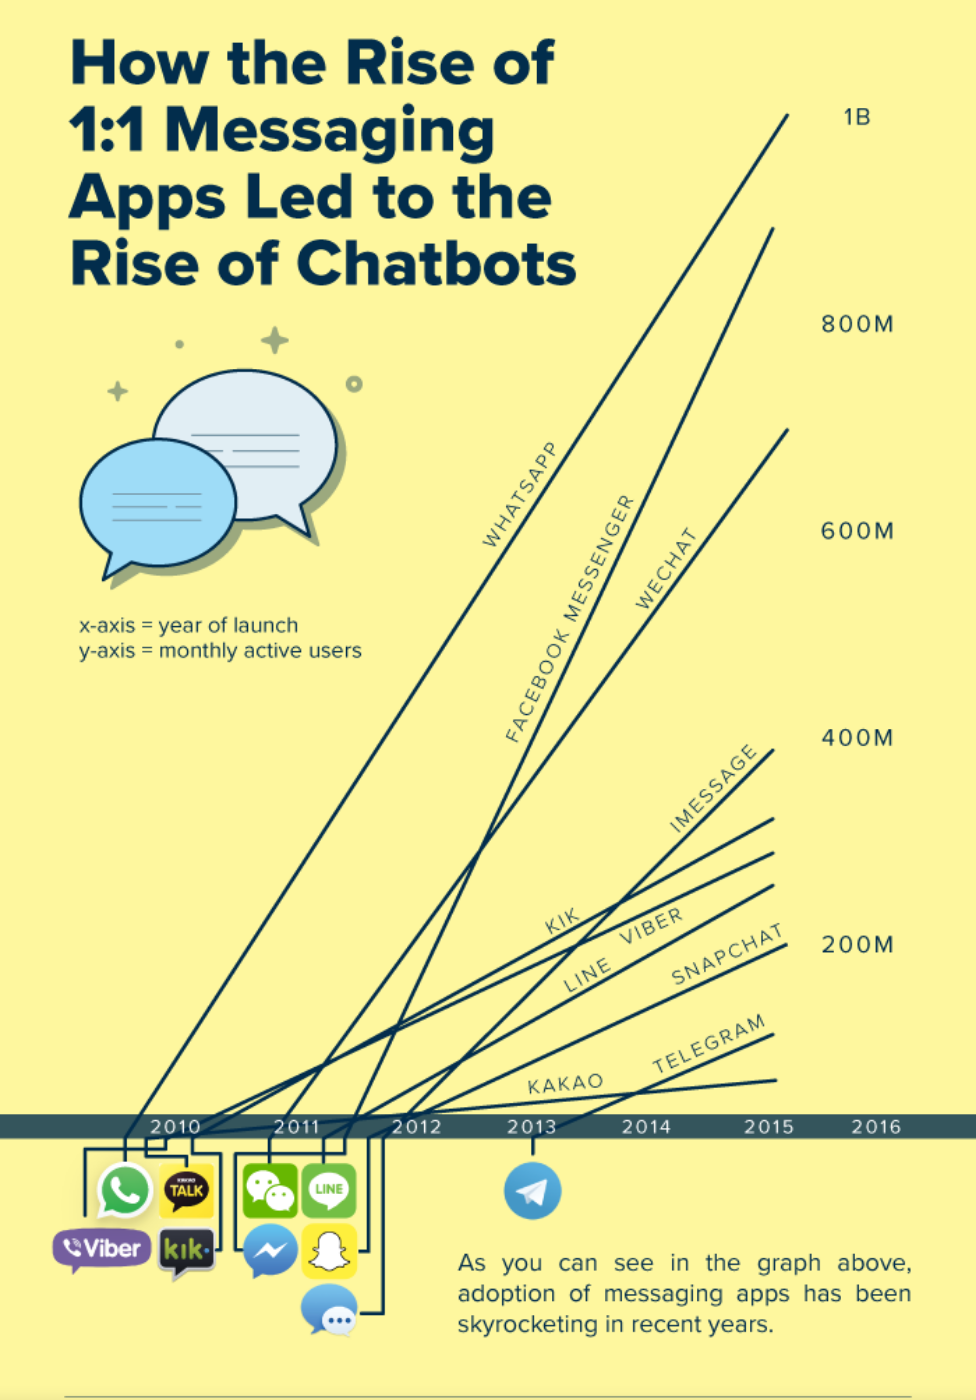 How the Rise of
1:1 Messaging
Apps Led to the
Rise of Chatbots
x-axis = year of launch
y-axis = monthly active users
1B
800M
600M
400M
200M
WHATSAPP
FACEBOOK MESSENGER
WECHAT
IMESSAGE
KIK
VIBER
LINE
SNAPCHAT
TELEGRAM
KAKAO
2010 2011 2012 2013 2014 2015 2016
KAKAO
TALK
LINE
Viber
kik
As you can see in the graph above,
adoption of messaging apps has been
skyrocketing in recent years.